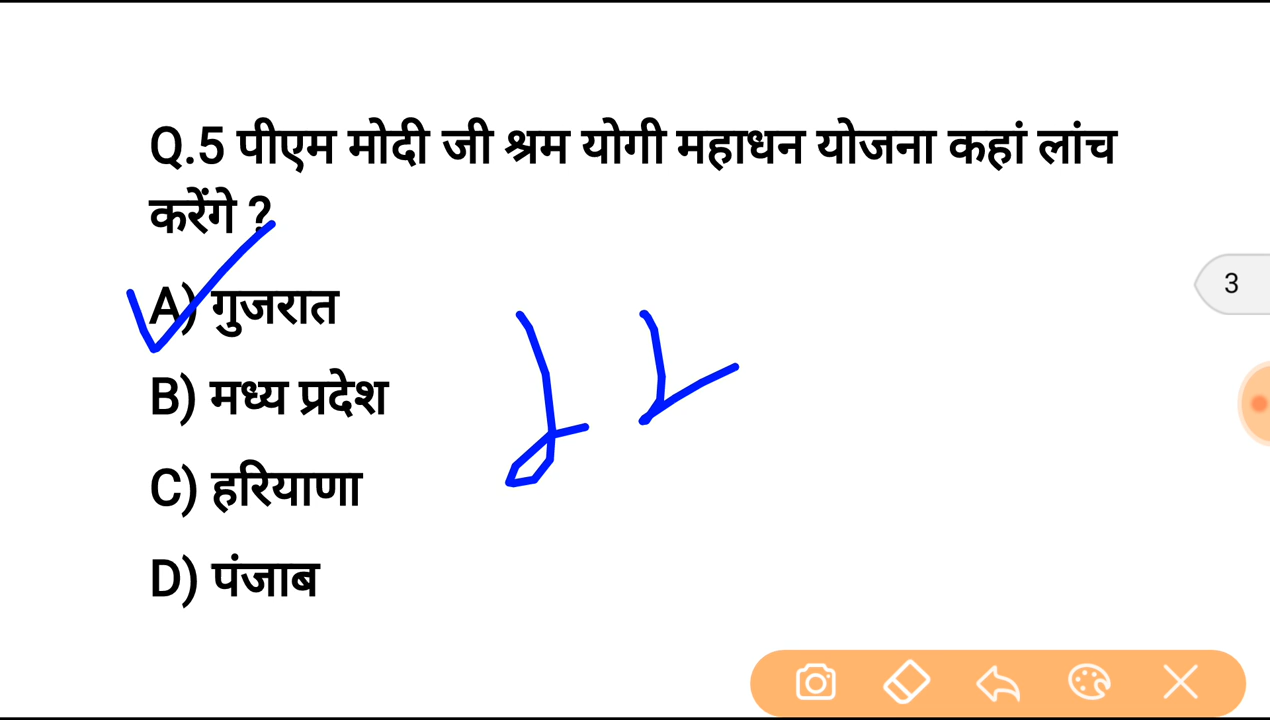 Q.5 पीएम मोदी जी श्रम योगी महाधन योजना कहां लांच
करेंगे ?
A) गुजरात
B) मध्य प्रदेश
C) हरियाणा
D) पंजाब
3